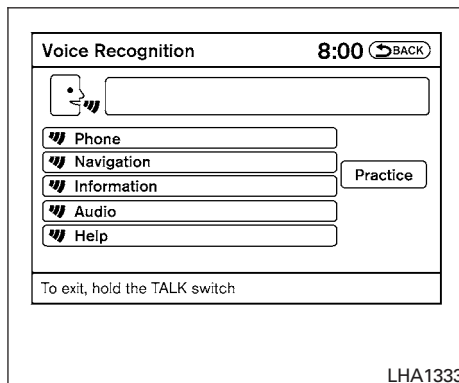 Voice Recognition 8:00 BACK
Phone
Navigation
Information
Audio
Help
Practice
To exit, hold the TALK switch
LHA1333